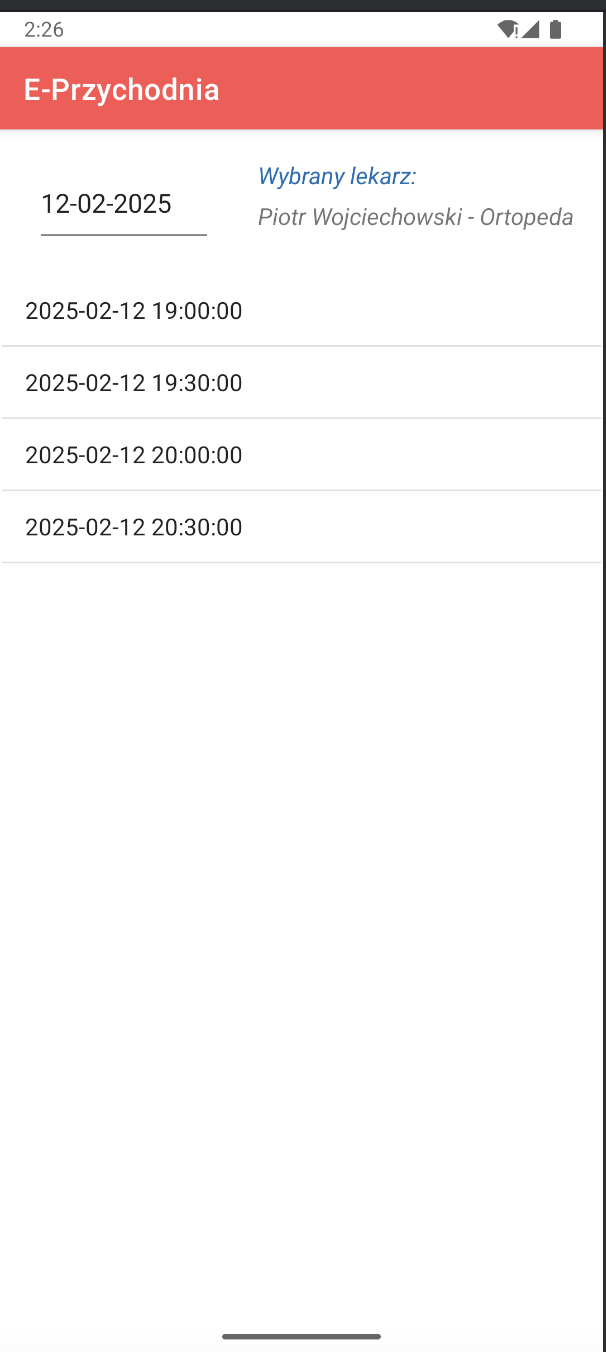 2:26
E-Przychodnia
12-02-2025
Wybrany lekarz:
Piotr Wojciechowski - Ortopeda
2025-02-12 19:00:00
2025-02-12 19:30:00
2025-02-12 20:00:00
2025-02-12 20:30:00